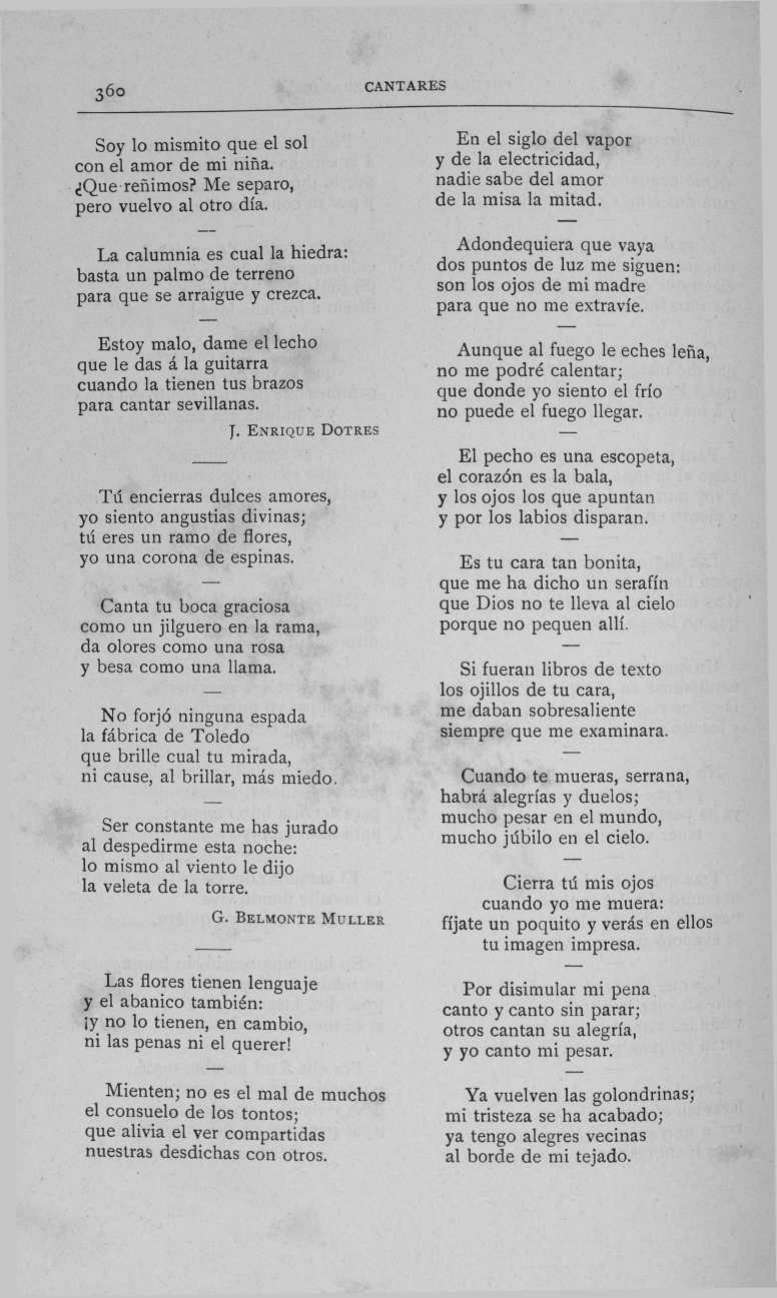 360
CANTARES
Soy lo mismito que el sol
con el amor de mi niña.
¿Que reñimos? Me separo,
pero vuelvo al otro día.
—
La calumnia es cual la hiedra:
basta un palmo de terreno
para que se arraigue y crezca.
—
Estoy malo, dame el lecho
que le das á la guitarra
cuando la tienen tus brazos
para cantar sevillanas.
J. ENRIQUE DOTRES
—
Tú encierras dulces amores,
yo siento angustias divinas;
tú eres un ramo de flores,
yo una corona de espinas.
—
Canta tu boca graciosa
como un jilguero en la rama,
da olores como una rosa
y besa como una llama.
—
No forjó ninguna espada
la fábrica de Toledo
que brille cual tu mirada,
ni cause, al brillar, más miedo.
—
Ser constante me has jurado
al despedirme esta noche:
lo mismo al viento le dijo
la veleta de la torre.
G. BELMONTE MULLER
—
Las flores tienen lenguaje
y el abanico también:
¡y no lo tienen, en cambio,
ni las penas ni el querer!
—
Mienten; no es el mal de muchos
el consuelo de los tontos;
que alivia el ver compartidas
nuestras desdichas con otros.
En el siglo del vapor
y de la electricidad,
nadie sabe del amor
de la misa la mitad.
—
Adondequiera que vaya
dos puntos de luz me siguen:
son los ojos de mi madre
para que no me extravíe.
—
Aunque al fuego le eches leña,
no me podré calentar;
que donde yo siento el frío
no puede el fuego llegar.
—
El pecho es una escopeta,
el corazón es la bala,
y los ojos los que apuntan
y por los labios disparan.
—
Es tu cara tan bonita,
que me ha dicho un serafín
que Dios no te lleva al cielo
porque no pequen allí.
—
Si fueran libros de texto
los ojillos de tu cara,
me daban sobresaliente
siempre que me examinara.
—
Cuando te mueras, serrana,
habrá alegrías y duelos;
mucho pesar en el mundo,
mucho júbilo en el cielo.
—
Cierra tú mis ojos
cuando yo me muera:
fíjate un poquito y verás en ellos
tu imagen impresa.
—
Por disimular mi pena
canto y canto sin parar;
otros cantan su alegría,
y yo canto mi pesar.
—
Ya vuelven las golondrinas;
mi tristeza se ha acabado;
ya tengo alegres vecinas
al borde de mi tejado.